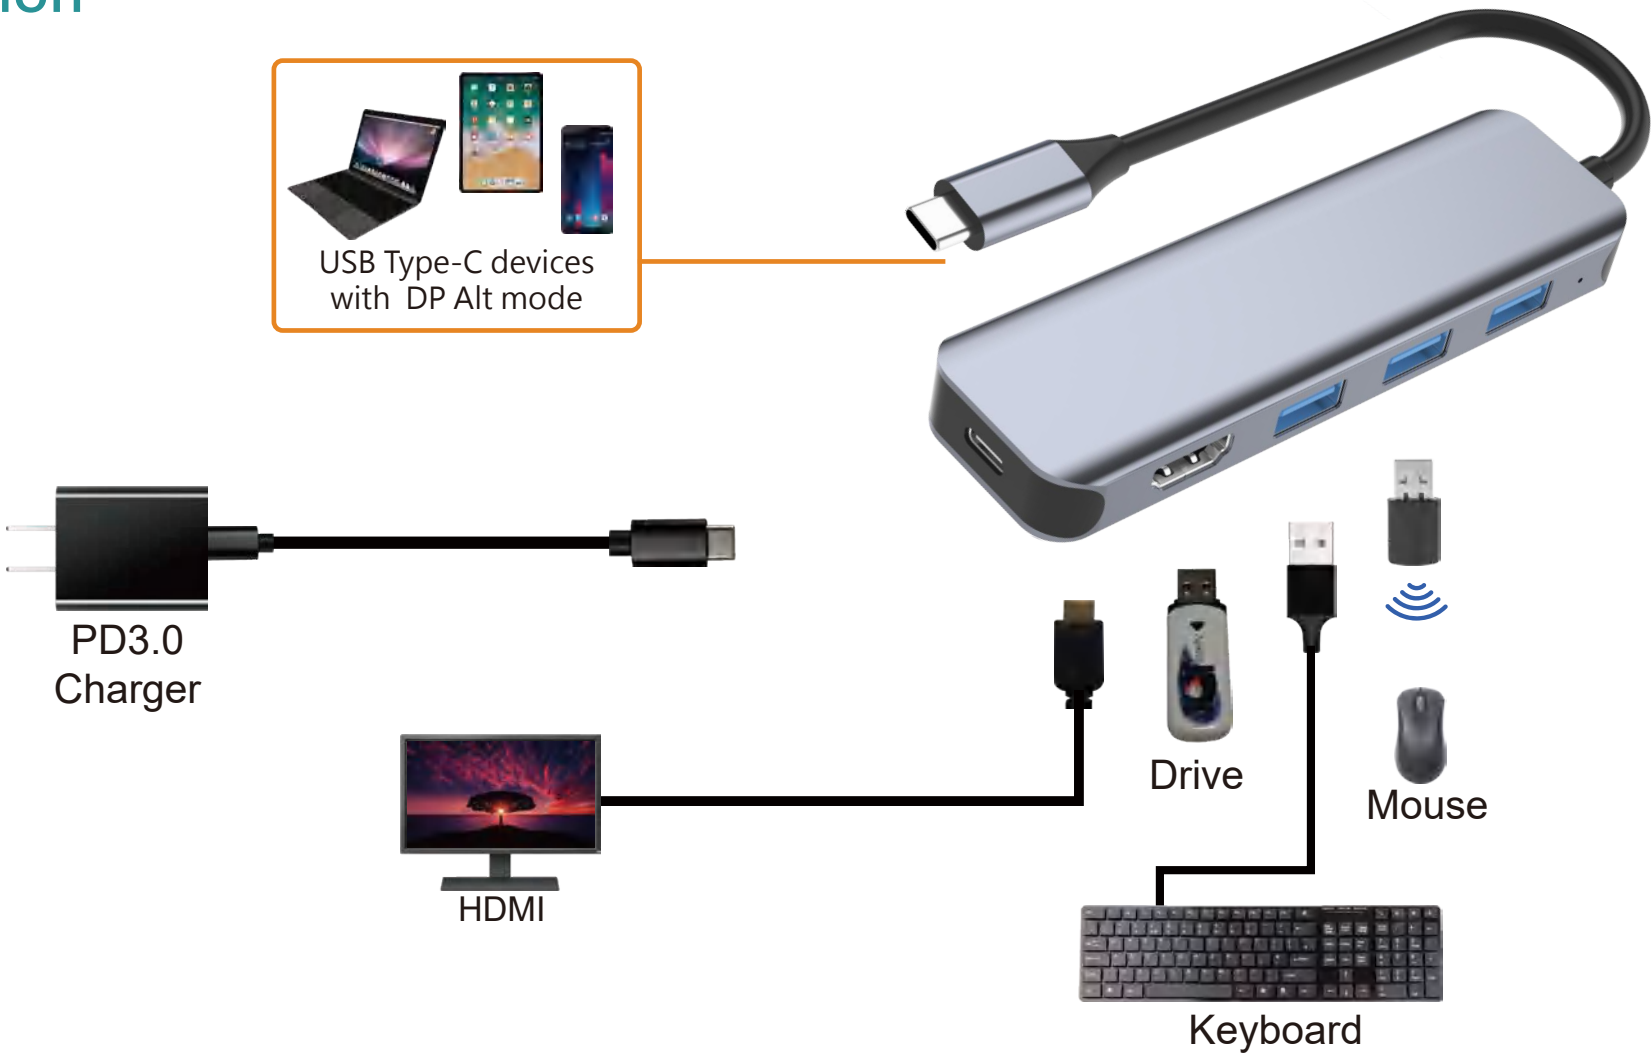 USB Type-C devices
with DP Alt mode
PD3.0
Charger
HDMI
Drive
Mouse
Keyboard